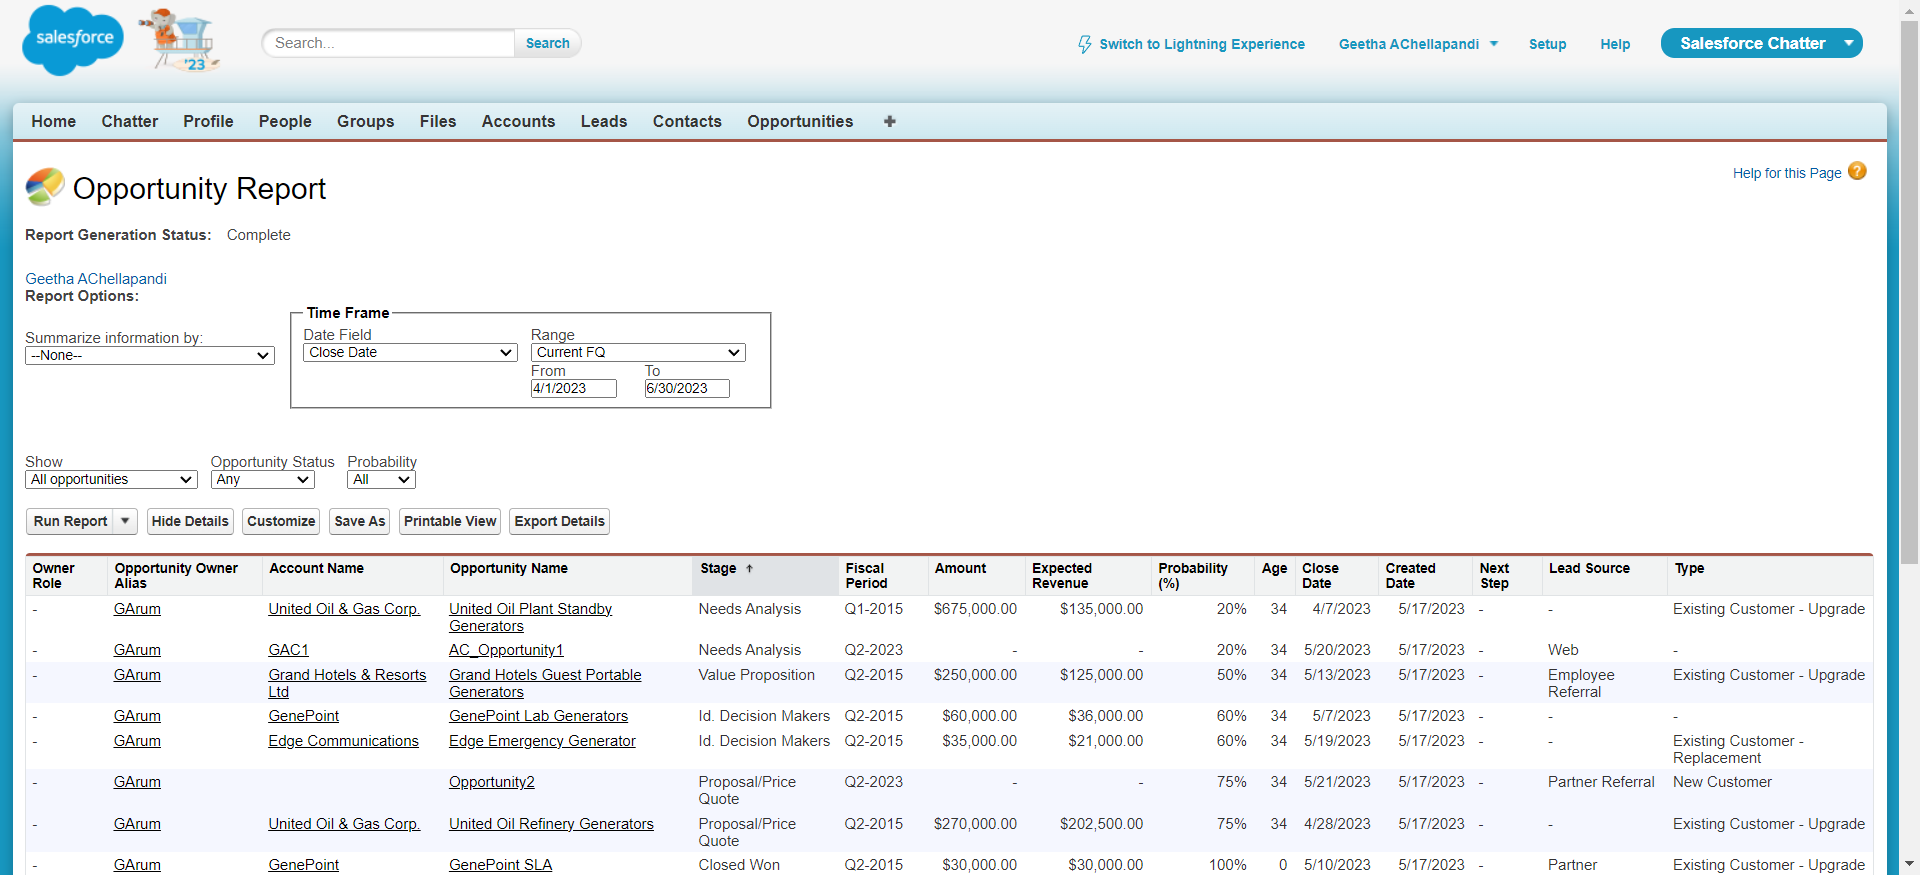 salesforce
'23
Search...
Search
Switch to Lightning Experience
Geetha AChellapandi
Setup
Help
Salesforce Chatter
Home Chatter Profile People Groups Files Accounts Leads Contacts Opportunities
Opportunity Report
Help for this Page ?
Report Generation Status: Complete
Geetha AChellapandi
Report Options:
Summarize information by:
--None--
Time Frame
Date Field Range
Close Date Current FQ
From To
4/1/2023 6/30/2023
Show Opportunity Status Probability
All opportunities Any All
Run Report Hide Details Customize Save As Printable View Export Details
Owner Role Opportunity Owner Alias Account Name Opportunity Name Stage ↑ Fiscal Period Amount Expected Revenue Probability (%) Age Close Date Created Date Next Step Lead Source Type
- GArum United Oil & Gas Corp. United Oil Plant Standby Generators Needs Analysis Q1-2015 $675,000.00 $135,000.00 20% 34 4/7/2023 5/17/2023 - - Existing Customer - Upgrade
- GArum GAC1 AC_Opportunity1 Needs Analysis Q2-2023 - - 20% 34 5/20/2023 5/17/2023 - Web -
- GArum Grand Hotels & Resorts Ltd Grand Hotels Guest Portable Generators Value Proposition Q2-2015 $250,000.00 $125,000.00 50% 34 5/13/2023 5/17/2023 - Employee Referral Existing Customer - Upgrade
- GArum GenePoint GenePoint Lab Generators Id. Decision Makers Q2-2015 $60,000.00 $36,000.00 60% 34 5/7/2023 5/17/2023 - - -
- GArum Edge Communications Edge Emergency Generator Id. Decision Makers Q2-2015 $35,000.00 $21,000.00 60% 34 5/19/2023 5/17/2023 - - Existing Customer - Replacement
- GArum Opportunity2 Proposal/Price Quote Q2-2023 - - 75% 34 5/21/2023 5/17/2023 - Partner Referral New Customer
- GArum United Oil & Gas Corp. United Oil Refinery Generators Proposal/Price Quote Q2-2015 $270,000.00 $202,500.00 75% 34 4/28/2023 5/17/2023 - - Existing Customer - Upgrade
- GArum GenePoint GenePoint SLA Closed Won Q2-2015 $30,000.00 $30,000.00 100% 0 5/10/2023 5/17/2023 - Partner Existing Customer - Upgrade